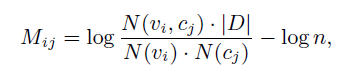 M_{ij} = \log \frac{N(v_i, c_j) \cdot |D|}{N(v_i) \cdot N(c_j)} - \log n,